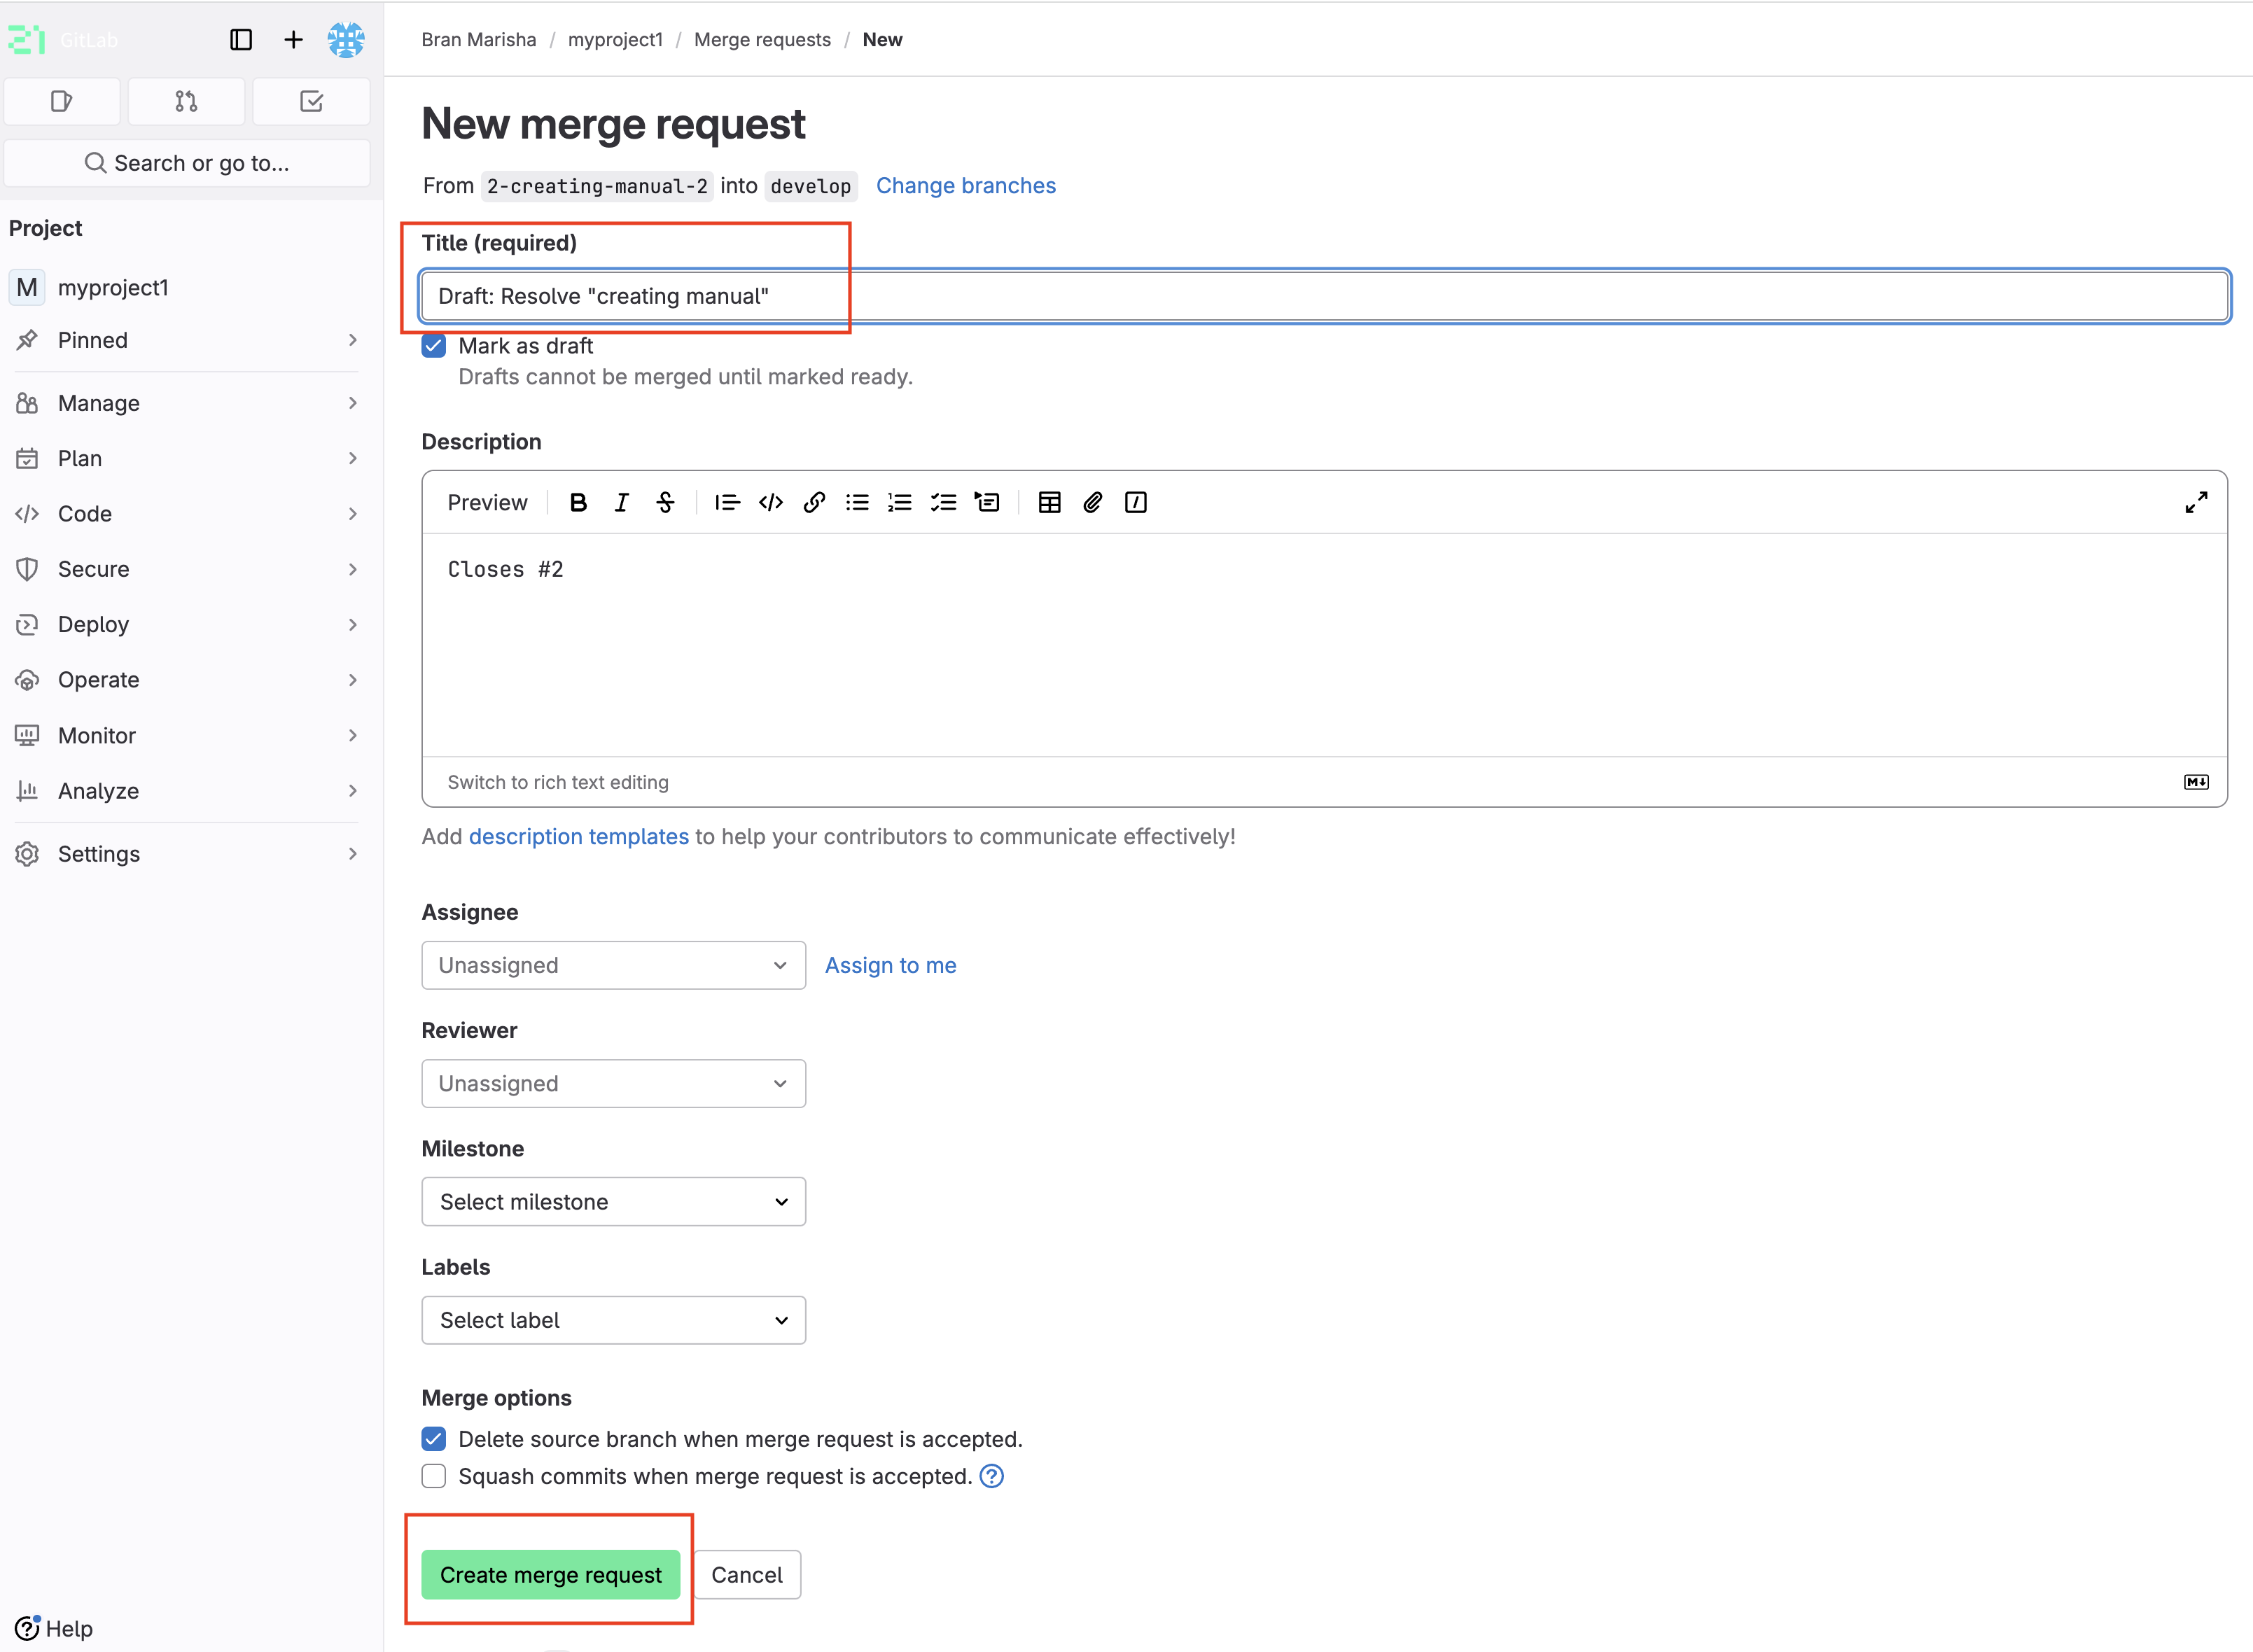 GitLab
Search or go to...
Project
M myproject1
Pinned
Manage
Plan
Code
Secure
Deploy
Operate
Monitor
Analyze
Settings
Help
Bran Marisha / myproject1 / Merge requests / New
New merge request
From 2-creating-manual-2 into develop Change branches
Title (required)
Draft: Resolve "creating manual"
Mark as draft
Drafts cannot be merged until marked ready.
Description
Preview
Closes #2
Switch to rich text editing
Add description templates to help your contributors to communicate effectively!
Assignee
Unassigned Assign to me
Reviewer
Unassigned
Milestone
Select milestone
Labels
Select label
Merge options
Delete source branch when merge request is accepted.
Squash commits when merge request is accepted.
Create merge request Cancel